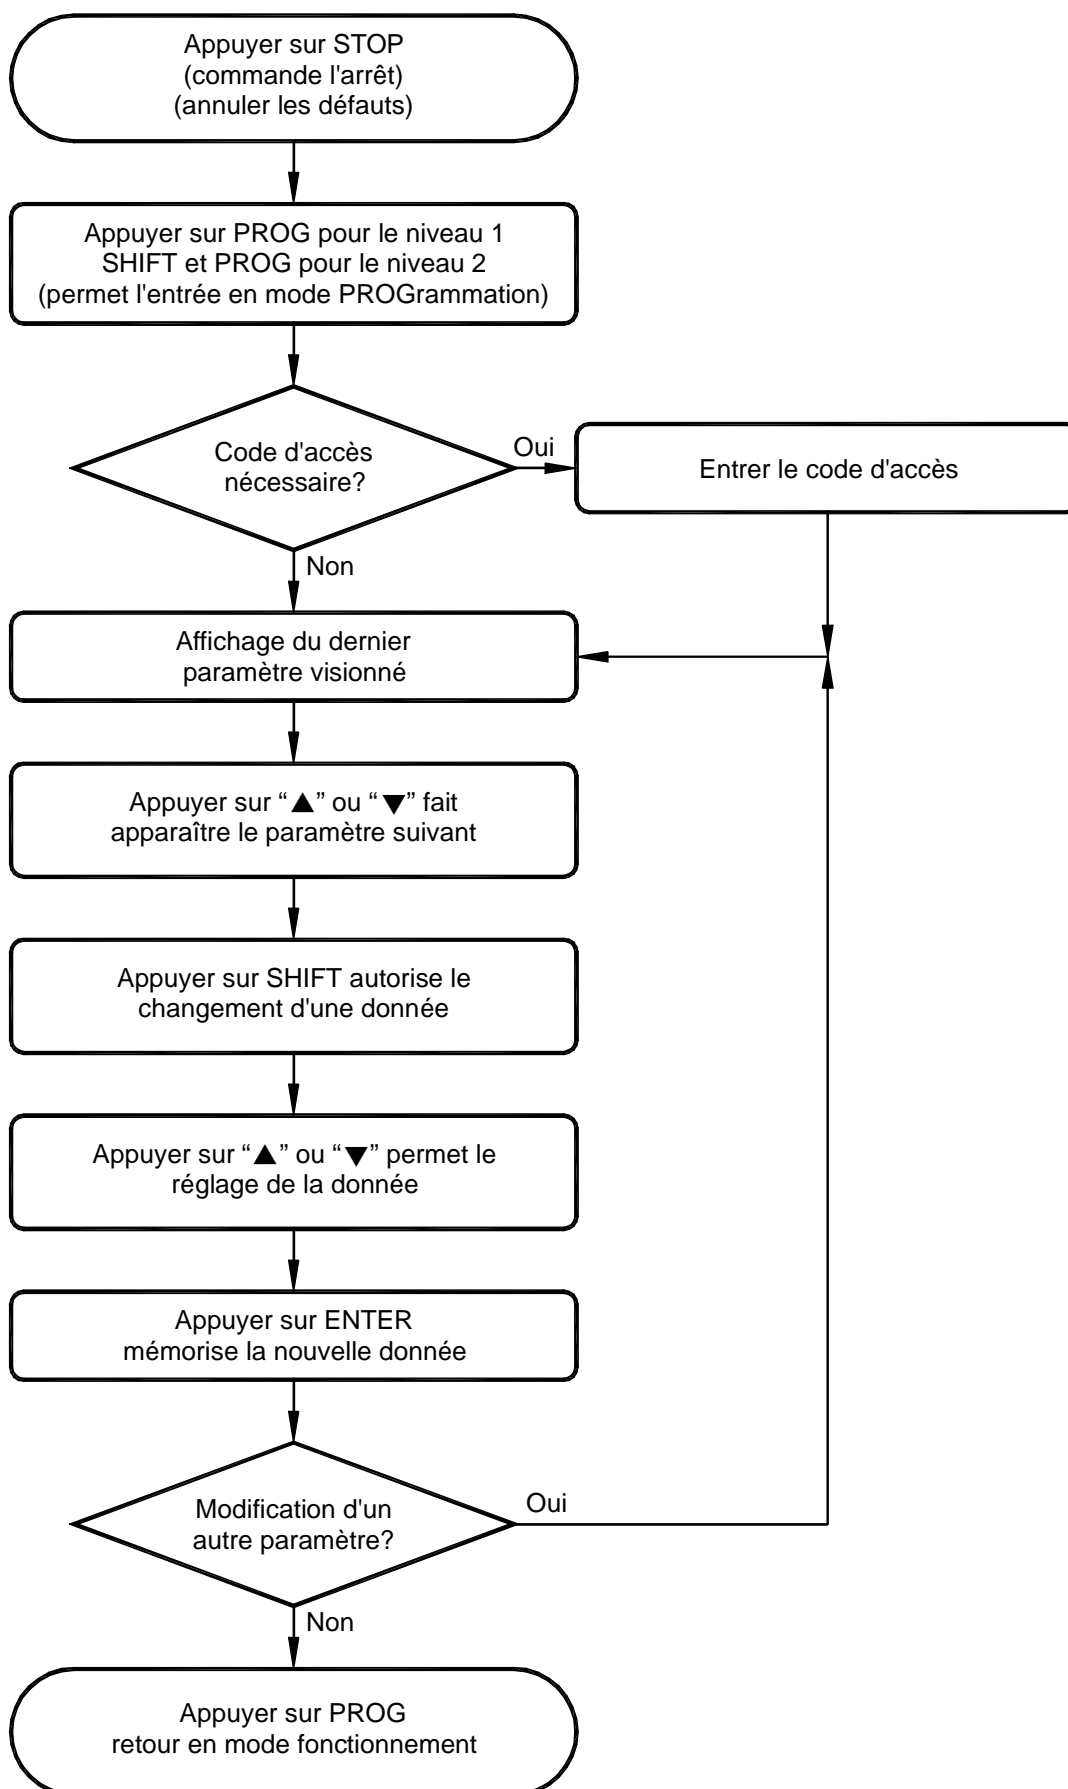 Appuyer sur STOP
(commande l'arrêt)
(annuler les défauts)
Appuyer sur PROG pour le niveau 1
SHIFT et PROG pour le niveau 2
(permet l'entrée en mode PROGrammation)
Code d'accès
nécessaire?
Oui
Entrer le code d'accès
Non
Affichage du dernier
paramètre visionné
Appuyer sur “▲” ou “▼” fait
apparaître le paramètre suivant
Appuyer sur SHIFT autorise le
changement d'une donnée
Appuyer sur “▲” ou “▼” permet le
réglage de la donnée
Appuyer sur ENTER
mémorise la nouvelle donnée
Modification d'un
autre paramètre?
Oui
Non
Appuyer sur PROG
retour en mode fonctionnement